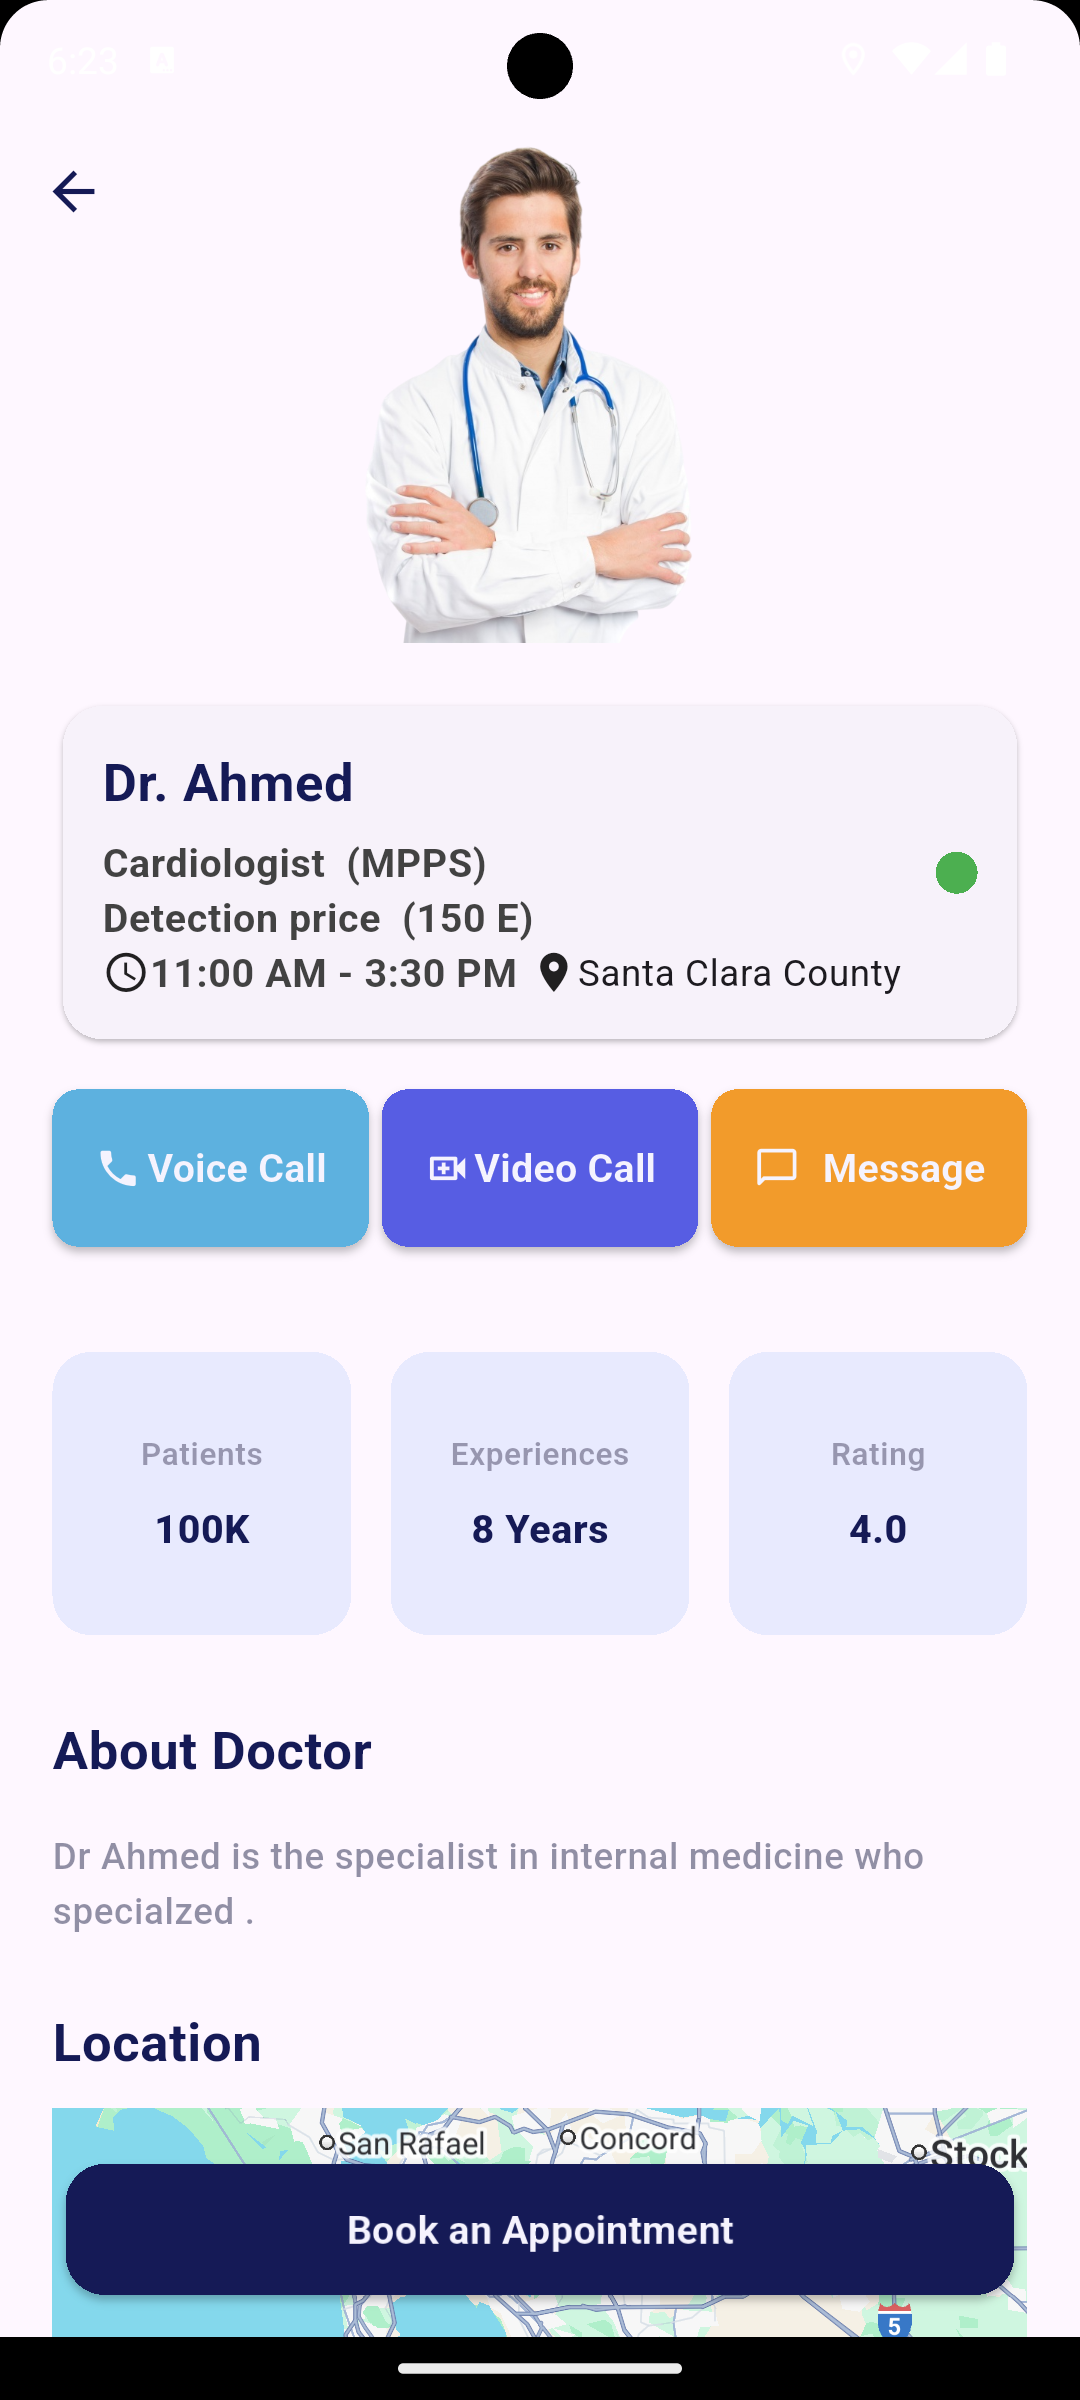 6:23
Dr. Ahmed
Cardiologist (MPPS)
Detection price (150 E)
11:00 AM - 3:30 PM Santa Clara County
Voice Call Video Call Message
Patients Experiences Rating
100K 8 Years 4.0
About Doctor
Dr Ahmed is the specialist in internal medicine who
specialzed .
Location
San Rafael Concord Stock
Book an Appointment
5